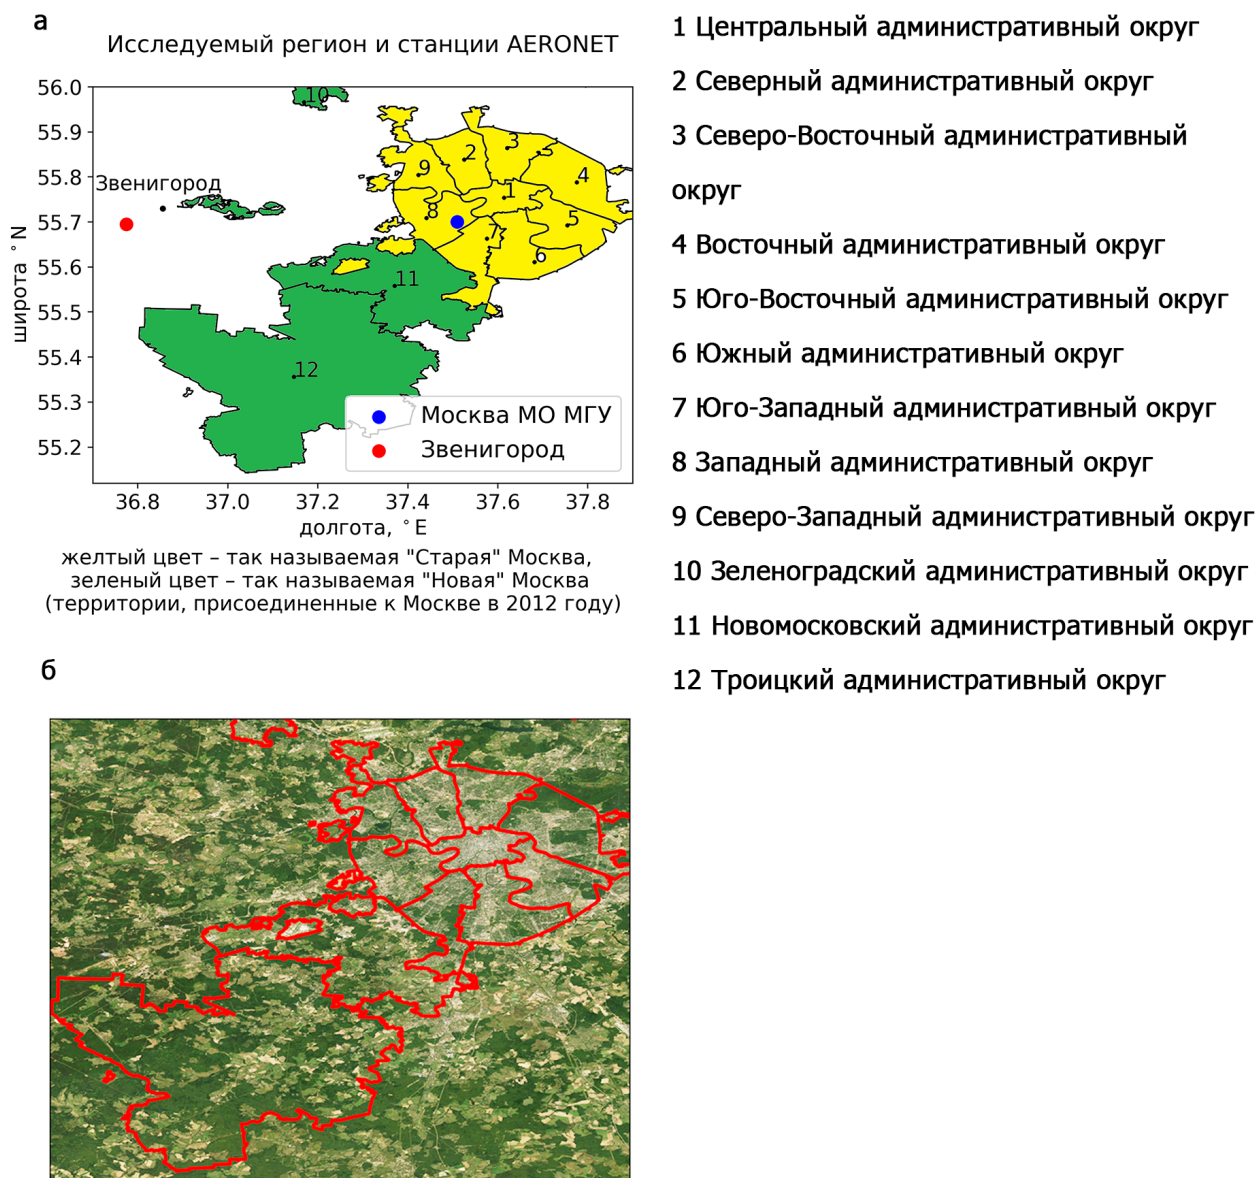 а
Исследуемый регион и станции AERONET
56.0
55.9
55.8
55.7
55.6
55.5
55.4
55.3
55.2
широта °N
10
3
2
4
9
Звенигород
1
8
5
7
6
11
12
Москва МО МГУ
Звенигород
36.8 37.0 37.2 37.4 37.6 37.8
долгота, °E
желтый цвет – так называемая "Старая" Москва,
зеленый цвет – так называемая "Новая" Москва
(территории, присоединенные к Москве в 2012 году)
1 Центральный административный округ
2 Северный административный округ
3 Северо-Восточный административный
округ
4 Восточный административный округ
5 Юго-Восточный административный округ
6 Южный административный округ
7 Юго-Западный административный округ
8 Западный административный округ
9 Северо-Западный административный округ
10 Зеленоградский административный округ
11 Новомосковский административный округ
12 Троицкий административный округ
б